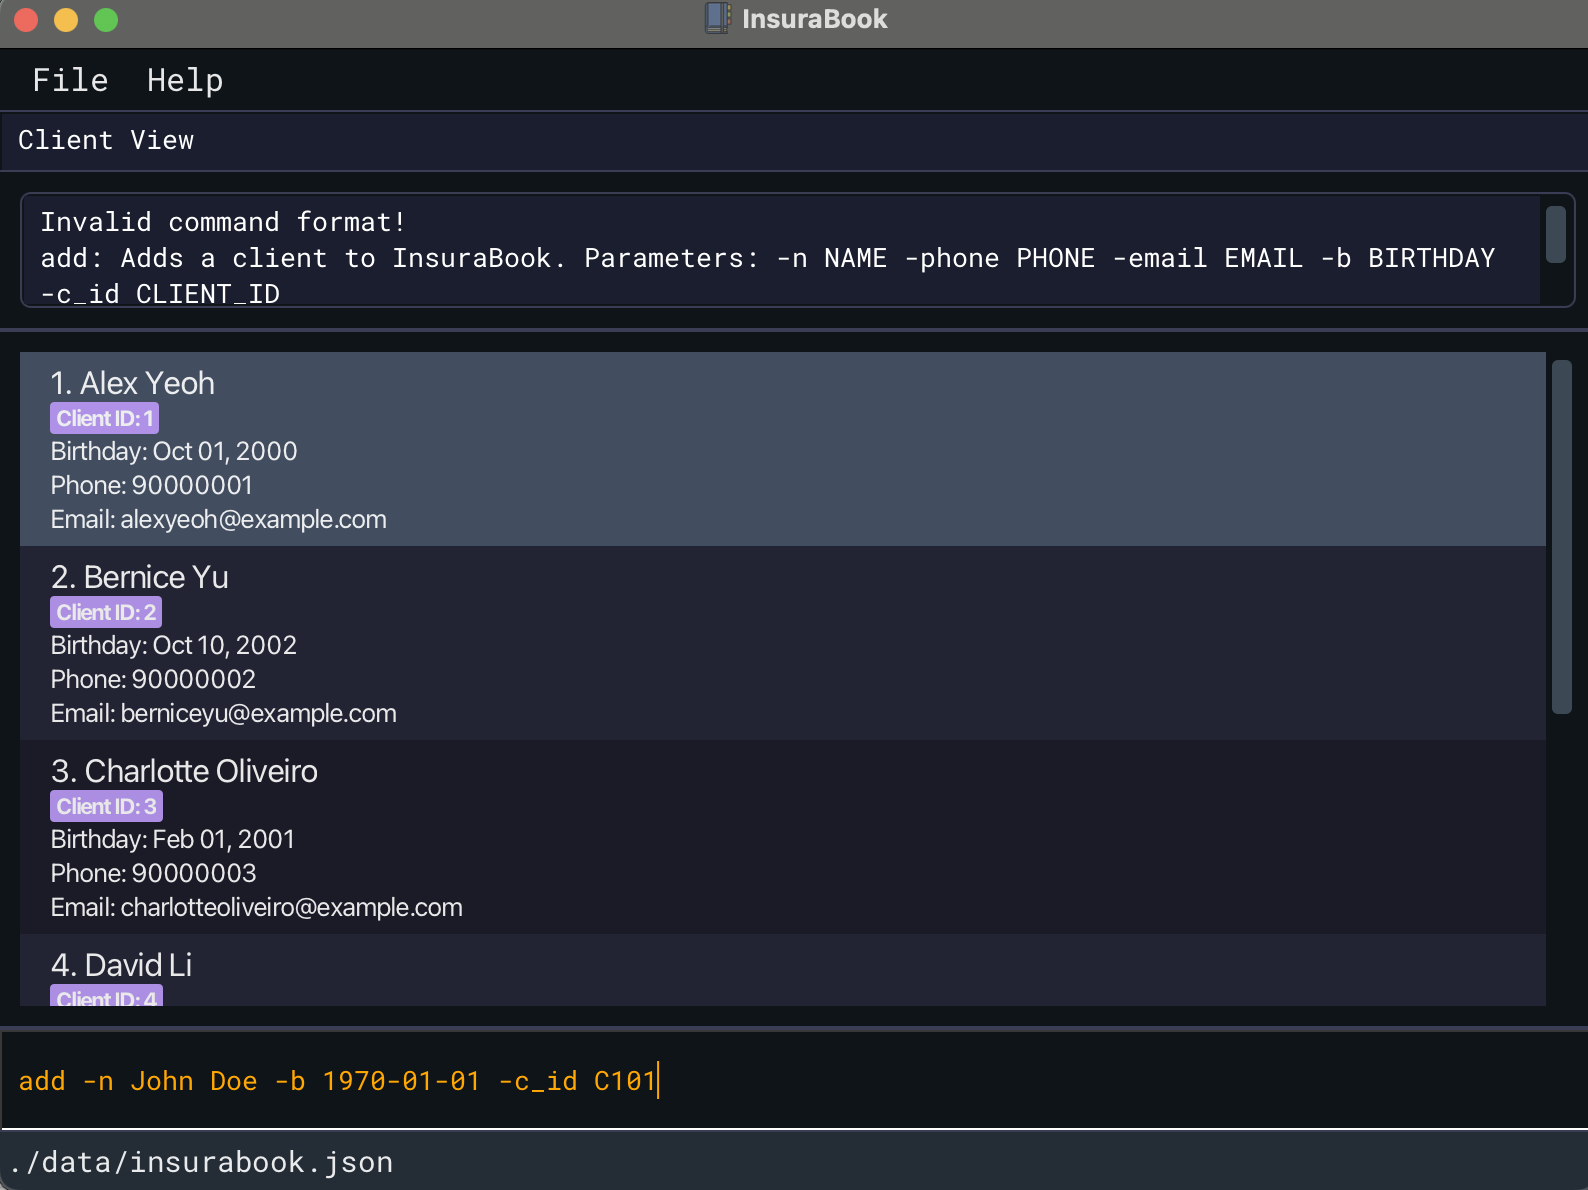 InsuraBook
File Help
Client View
Invalid command format!
add: Adds a client to InsuraBook. Parameters: -n NAME -phone PHONE -email EMAIL -b BIRTHDAY
-c_id CLIENT_ID
1. Alex Yeoh
Client ID: 1
Birthday: Oct 01, 2000
Phone: 90000001
Email: alexyeoh@example.com
2. Bernice Yu
Client ID: 2
Birthday: Oct 10, 2002
Phone: 90000002
Email: berniceyu@example.com
3. Charlotte Oliveiro
Client ID: 3
Birthday: Feb 01, 2001
Phone: 90000003
Email: charlotteoliveiro@example.com
4. David Li
Client ID: 4
add -n John Doe -b 1970-01-01 -c_id C101
./data/insurabook.json